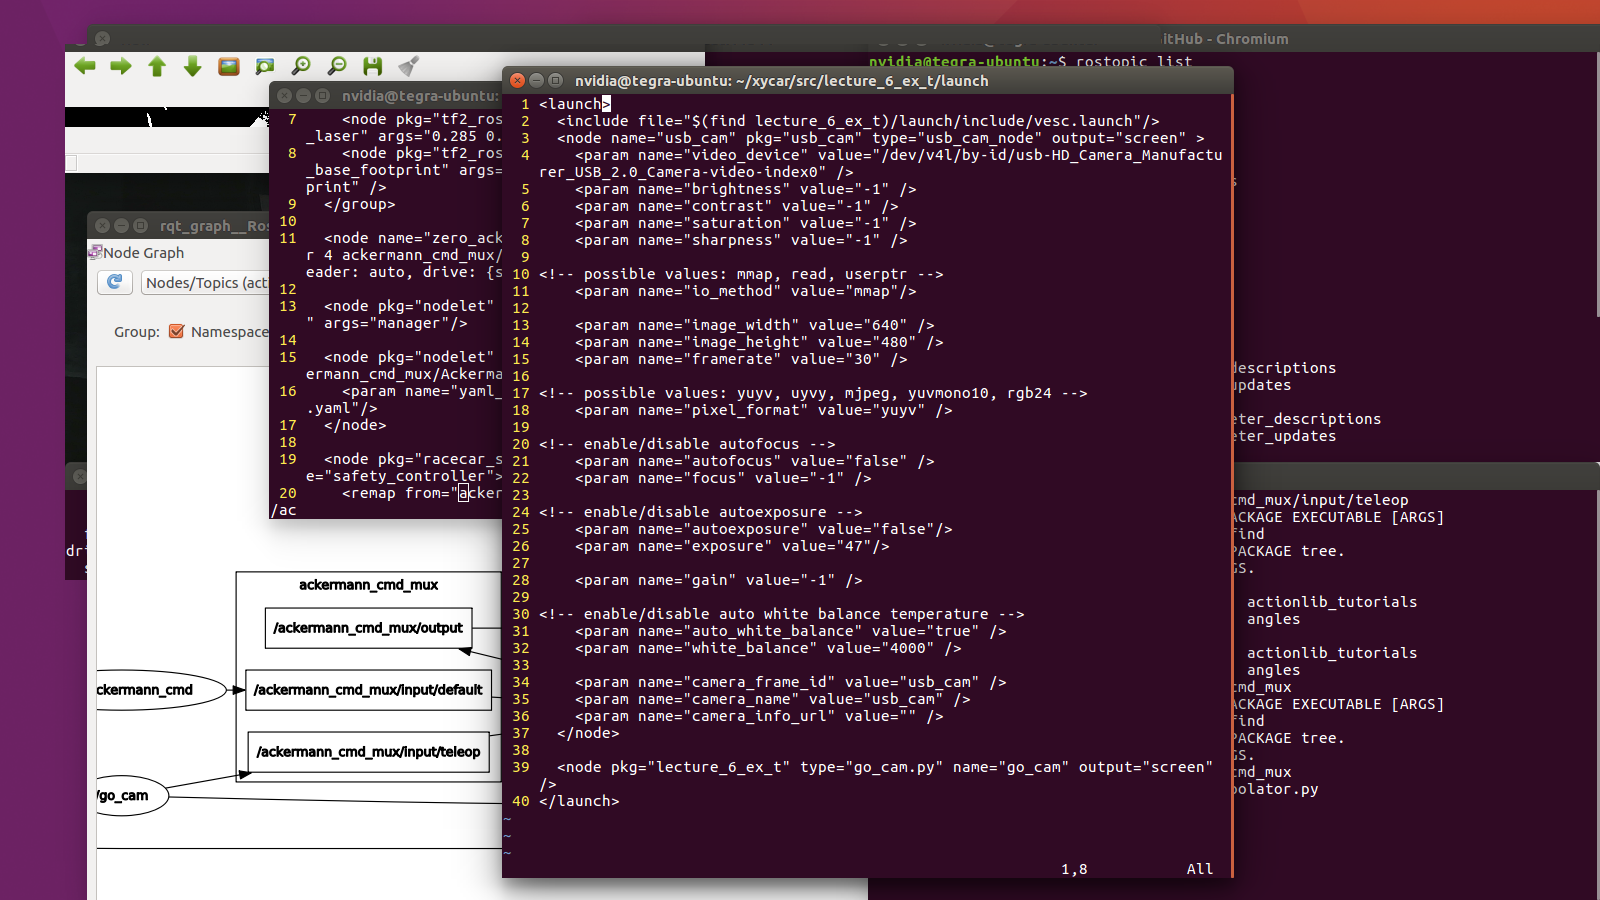 itHub - Chromium
nvidia@tegra-ubuntu:~$ rostopic list
nvidia@tegra-ubuntu: ~/xycar/src/lecture_6_ex_t/launch
1 <launch>
2   <include file="$(find lecture_6_ex_t)/launch/include/vesc.launch"/>
3   <node name="usb_cam" pkg="usb_cam" type="usb_cam_node" output="screen" >
4     <param name="video_device" value="/dev/v4l/by-id/usb-HD_Camera_Manufactu
rer_USB_2.0_Camera-video-index0" />
5     <param name="brightness" value="-1" />
6     <param name="contrast" value="-1" />
7     <param name="saturation" value="-1" />
8     <param name="sharpness" value="-1" />
9
10 <!-- possible values: mmap, read, userptr -->
11     <param name="io_method" value="mmap"/>
12
13     <param name="image_width" value="640" />
14     <param name="image_height" value="480" />
15     <param name="framerate" value="30" />
16
17 <!-- possible values: yuyv, uyvy, mjpeg, yuvmono10, rgb24 -->
18     <param name="pixel_format" value="yuyv" />
19
20 <!-- enable/disable autofocus -->
21     <param name="autofocus" value="false" />
22     <param name="focus" value="-1" />
23
24 <!-- enable/disable autoexposure -->
25     <param name="autoexposure" value="false"/>
26     <param name="exposure" value="47"/>
27
28     <param name="gain" value="-1" />
29
30 <!-- enable/disable auto white balance temperature -->
31     <param name="auto_white_balance" value="true" />
32     <param name="white_balance" value="4000" />
33
34     <param name="camera_frame_id" value="usb_cam" />
35     <param name="camera_name" value="usb_cam" />
36     <param name="camera_info_url" value="" />
37   </node>
38
39   <node pkg="lecture_6_ex_t" type="go_cam.py" name="go_cam" output="screen"
/>
40 </launch>
~
~
~
1,8 All
nvidia@tegra-ubuntu:
7     <node pkg="tf2_ros
_laser" args="0.285 0.
8     <node pkg="tf2_ros
_base_footprint" args=
print" />
9   </group>
10
11   <node name="zero_ack
r 4 ackermann_cmd_mux/
eader: auto, drive: {s
12
13   <node pkg="nodelet"
" args="manager"/>
14
15   <node pkg="nodelet"
ermann_cmd_mux/Ackerma
16     <param name="yaml_
.yaml"/>
17   </node>
18
19   <node pkg="racecar_s
e="safety_controller">
20     <remap from="acker
/ac
rqt_graph__Ros
Node Graph
Nodes/Topics (act
Group: Namespace
dri
s
ackermann_cmd_mux
/ackermann_cmd_mux/output
ckermann_cmd
/ackermann_cmd_mux/input/default
/ackermann_cmd_mux/input/teleop
/go_cam
s
descriptions
updates
eter_descriptions
eter_updates
cmd_mux/input/teleop
ACKAGE EXECUTABLE [ARGS]
find
PACKAGE tree.
GS.
actionlib_tutorials
angles
actionlib_tutorials
angles
cmd_mux
ACKAGE EXECUTABLE [ARGS]
find
PACKAGE tree.
GS.
cmd_mux
polator.py